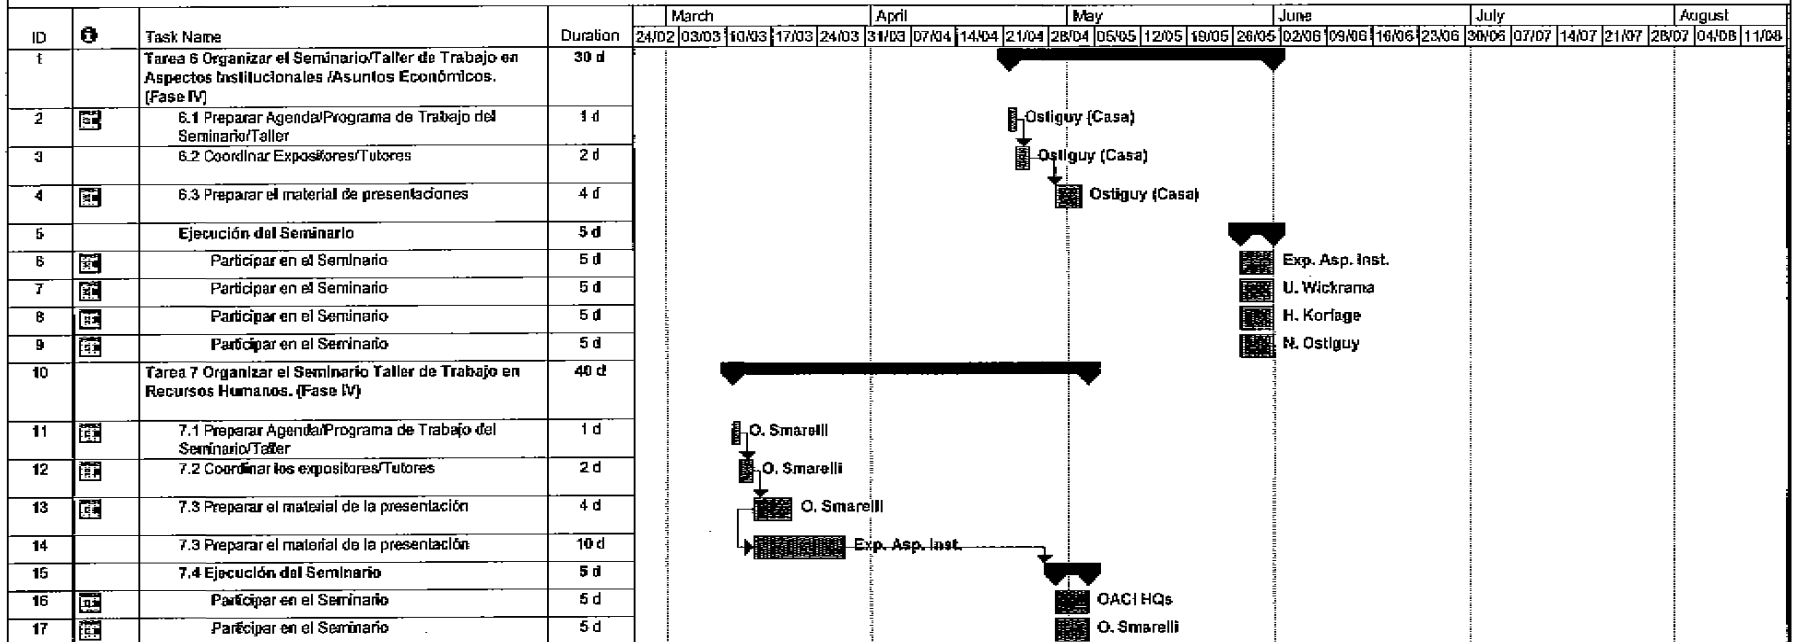 March April May June July August
ID Task Name Duration 24/02 03/03 10/03 17/03 24/03 31/03 07/04 14/04 21/04 28/04 05/05 12/05 19/05 26/05 02/06 09/06 16/06 23/06 30/06 07/07 14/07 21/07 28/07 04/08 11/08
1 Tarea 6 Organizar el Seminario/Taller de Trabajo en 30 d
Aspectos Institucionales /Asuntos Económicos.
(Fase IV)
2 6.1 Preparar Agenda/Programa de Trabajo del 1 d Ostiguy (Casa)
Seminario/Taller
3 6.2 Coordinar Expositores/Tutores 2 d Ostiguy (Casa)
4 6.3 Preparar el material de presentaciones 4 d Ostiguy (Casa)
5 Ejecución del Seminario 5 d
6 Participar en el Seminario 5 d Exp. Asp. Inst.
7 Participar en el Seminario 5 d U. Wickrama
8 Participar en el Seminario 5 d H. Korfage
9 Participar en el Seminario 5 d N. Ostiguy
10 Tarea 7 Organizar el Seminario Taller de Trabajo en 40 d
Recursos Humanos. (Fase IV)
11 7.1 Preparar Agenda/Programa de Trabajo del 1 d O. Smarelli
Seminario/Taller
12 7.2 Coordinar los expositores/Tutores 2 d O. Smarelli
13 7.3 Preparar el material de la presentación 4 d O. Smarelli
14 7.3 Preparar el material de la presentación 10 d Exp. Asp. Inst.
15 7.4 Ejecución del Seminario 5 d
16 Participar en el Seminario 5 d OACI HQs
17 Participar en el Seminario 5 d O. Smarelli